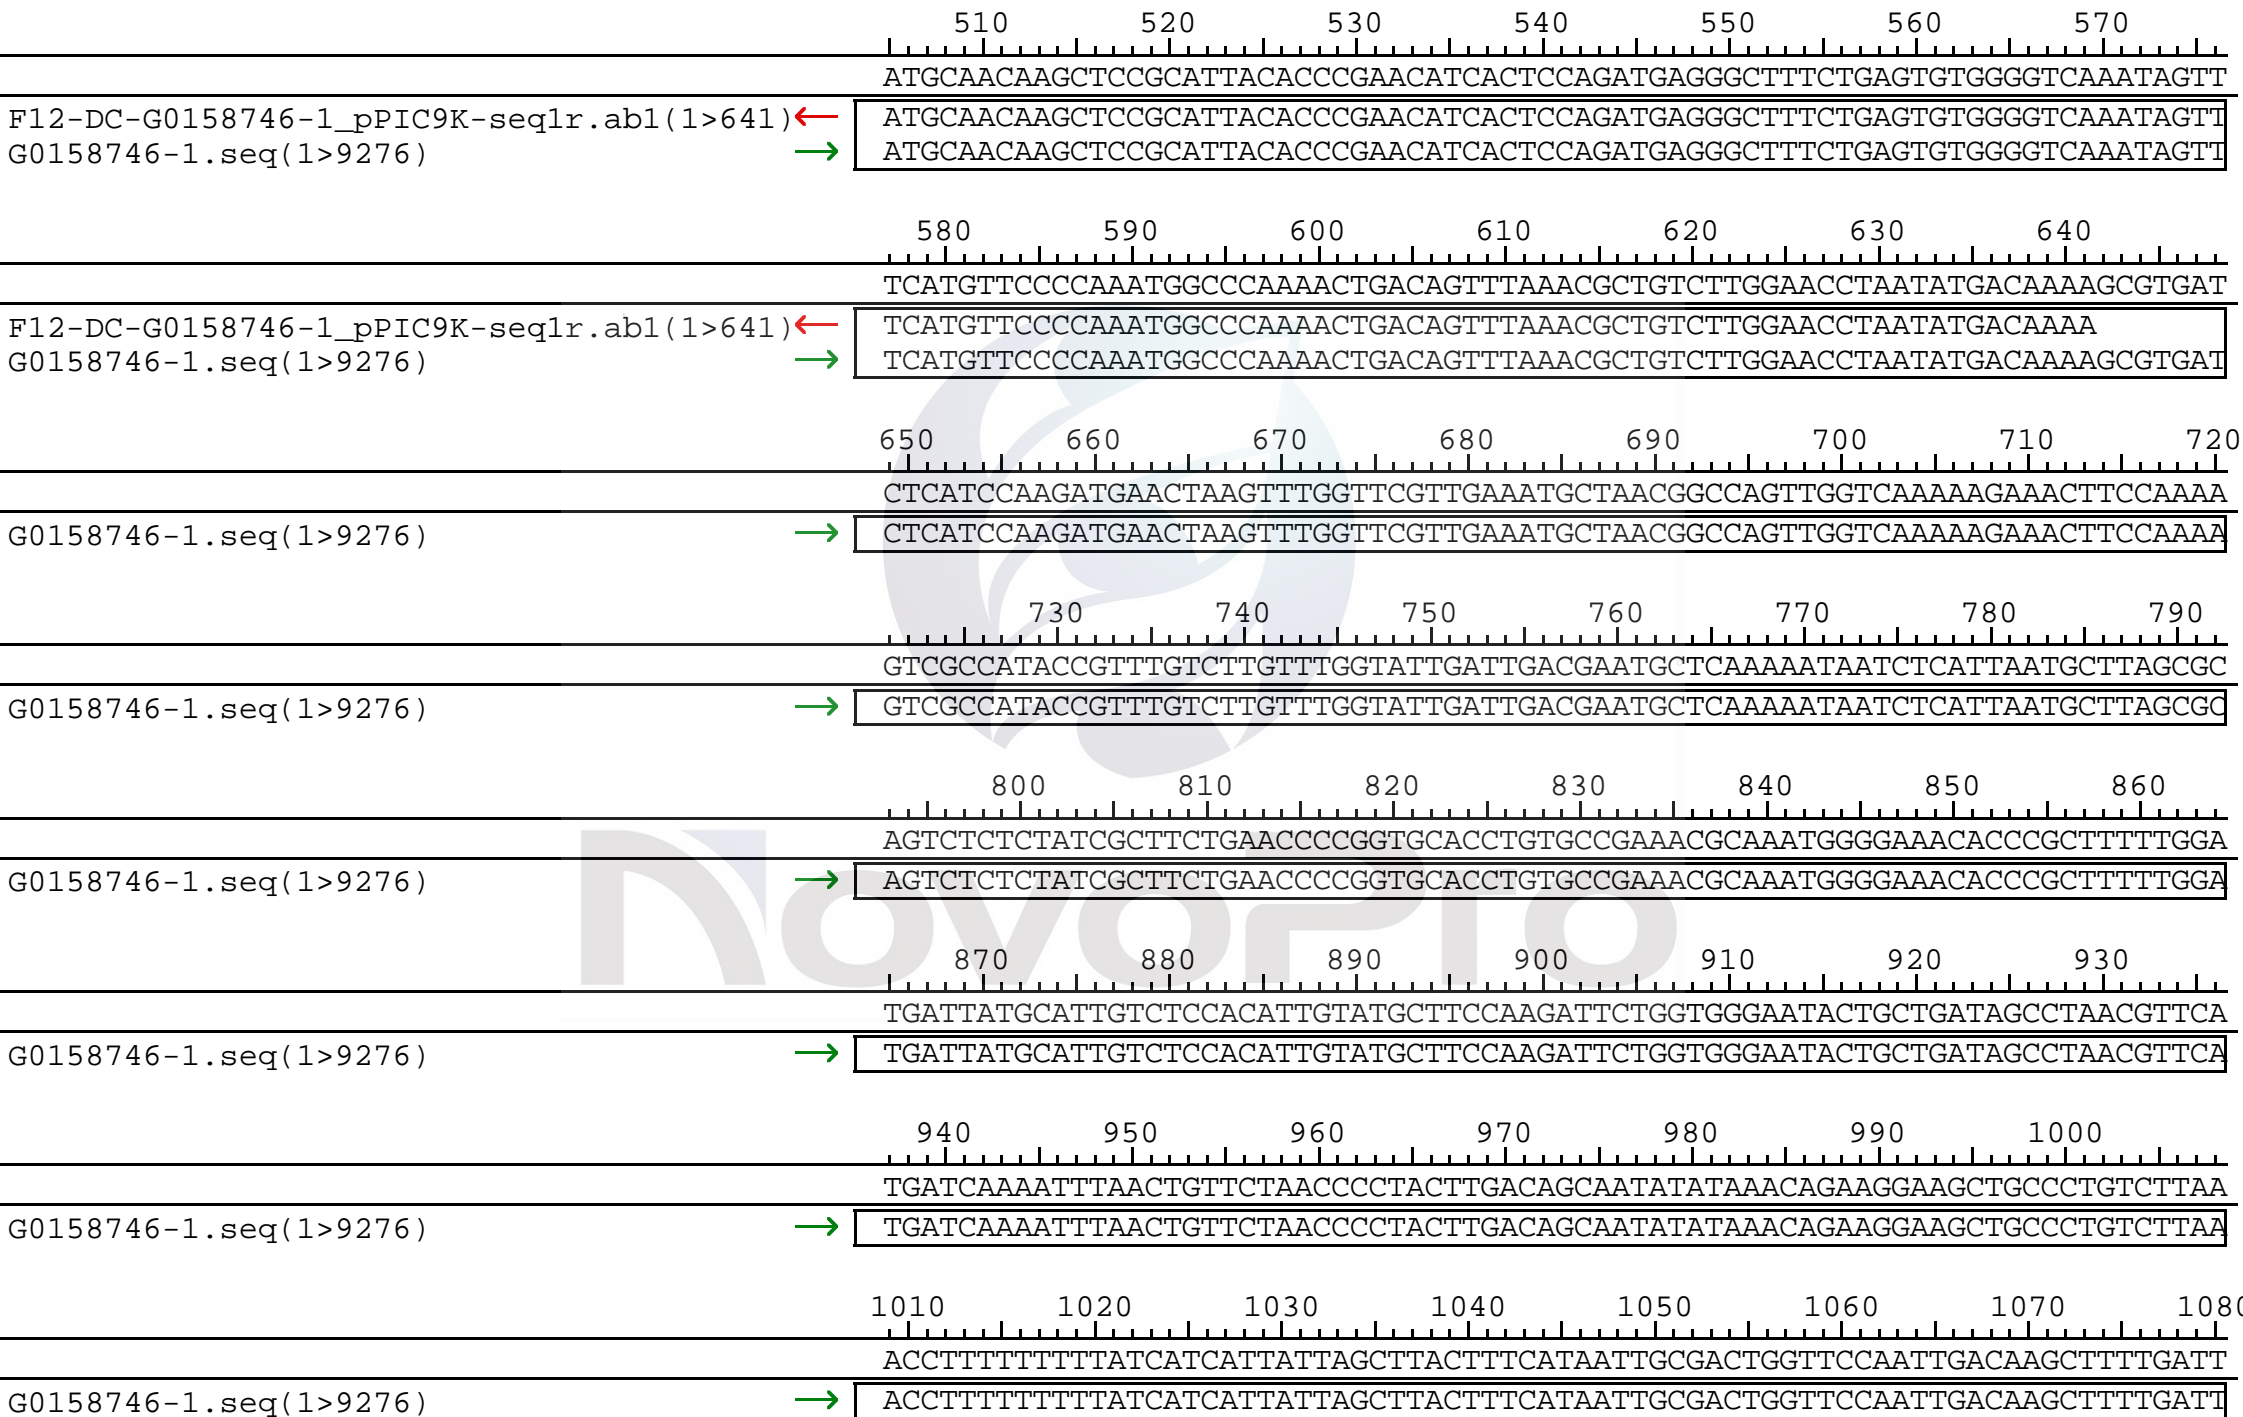 510 520 530 540 550 560 570
ATGCAACAAGCTCCGCATTACACCCGAACATCACTCCAGATGAGGGCTTTCTGAGTGTGGGGTCAAATAGTT
F12-DC-G0158746-1_pPIC9K-seq1r.ab1(1>641) ATGCAACAAGCTCCGCATTACACCCGAACATCACTCCAGATGAGGGCTTTCTGAGTGTGGGGTCAAATAGTT
G0158746-1.seq(1>9276) ATGCAACAAGCTCCGCATTACACCCGAACATCACTCCAGATGAGGGCTTTCTGAGTGTGGGGTCAAATAGTT
580 590 600 610 620 630 640
TCATGTTCCCCAAATGGCCCAAAACTGACAGTTTAAACGCTGTCTTGGAACCTAATATGACAAAAGCGTGAT
F12-DC-G0158746-1_pPIC9K-seq1r.ab1(1>641) TCATGTTCCCCAAATGGCCCAAAACTGACAGTTTAAACGCTGTCTTGGAACCTAATATGACAAAA
G0158746-1.seq(1>9276) TCATGTTCCCCAAATGGCCCAAAACTGACAGTTTAAACGCTGTCTTGGAACCTAATATGACAAAAGCGTGAT
650 660 670 680 690 700 710 720
CTCATCCAAGATGAACTAAGTTTGGTTCGTTGAAATGCTAACGGCCAGTTGGTCAAAAAGAAACTTCCAAAA
G0158746-1.seq(1>9276) CTCATCCAAGATGAACTAAGTTTGGTTCGTTGAAATGCTAACGGCCAGTTGGTCAAAAAGAAACTTCCAAAA
730 740 750 760 770 780 790
GTCGCCATACCGTTTGTCTTGTTTGGTATTGATTGACGAATGCTCAAAAATAATCTCATTAATGCTTAGCGC
G0158746-1.seq(1>9276) GTCGCCATACCGTTTGTCTTGTTTGGTATTGATTGACGAATGCTCAAAAATAATCTCATTAATGCTTAGCGC
800 810 820 830 840 850 860
AGTCTCTCTATCGCTTCTGAACCCCGGTGCACCTGTGCCGAAACGCAAATGGGGAAACACCCGCTTTTTGGA
G0158746-1.seq(1>9276) AGTCTCTCTATCGCTTCTGAACCCCGGTGCACCTGTGCCGAAACGCAAATGGGGAAACACCCGCTTTTTGGA
NovoPro
870 880 890 900 910 920 930
TGATTATGCATTGTCTCCACATTGTATGCTTCCAAGATTCTGGTGGGAATACTGCTGATAGCCTAACGTTCA
G0158746-1.seq(1>9276) TGATTATGCATTGTCTCCACATTGTATGCTTCCAAGATTCTGGTGGGAATACTGCTGATAGCCTAACGTTCA
940 950 960 970 980 990 1000
TGATCAAAATTTAACTGTTCTAACCCCTACTTGACAGCAATATATAAACAGAAGGAAGCTGCCCTGTCTTAA
G0158746-1.seq(1>9276) TGATCAAAATTTAACTGTTCTAACCCCTACTTGACAGCAATATATAAACAGAAGGAAGCTGCCCTGTCTTAA
1010 1020 1030 1040 1050 1060 1070 1080
ACCTTTTTTTTTATCATCATTATTAGCTTACTTTCATAATTGCGACTGGTTCCAATTGACAAGCTTTTGATT
G0158746-1.seq(1>9276) ACCTTTTTTTTTATCATCATTATTAGCTTACTTTCATAATTGCGACTGGTTCCAATTGACAAGCTTTTGATT